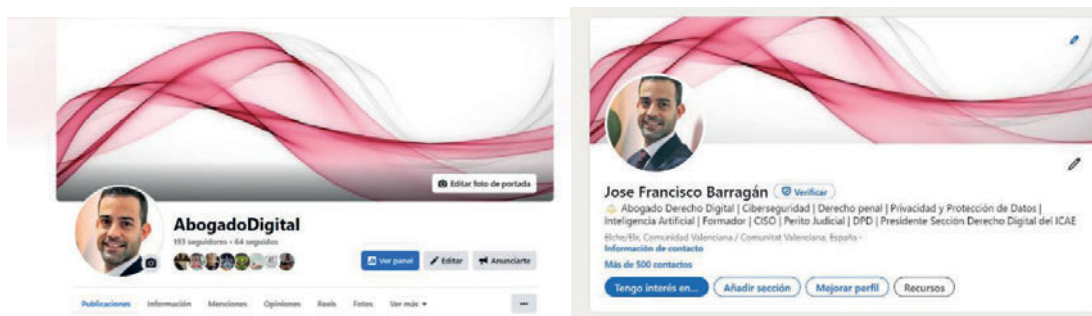 Editar foto de portada
AbogadoDigital
193 seguidores • 64 seguidos
Ver panel
Editar
Anunciarte
Publicaciones Información Menciones Opiniones Reels Fotos Ver más
Jose Francisco Barragán Verificar
Abogado Derecho Digital | Ciberseguridad | Derecho penal | Privacidad y Protección de Datos |
Inteligencia Artificial | Formador | CISO | Perito Judicial | DPD | Presidente Sección Derecho Digital del ICAE
Elche/Elx, Comunidad Valenciana / Comunitat Valenciana, España ·
Información de contacto
Más de 500 contactos
Tengo interés en... Añadir sección Mejorar perfil Recursos